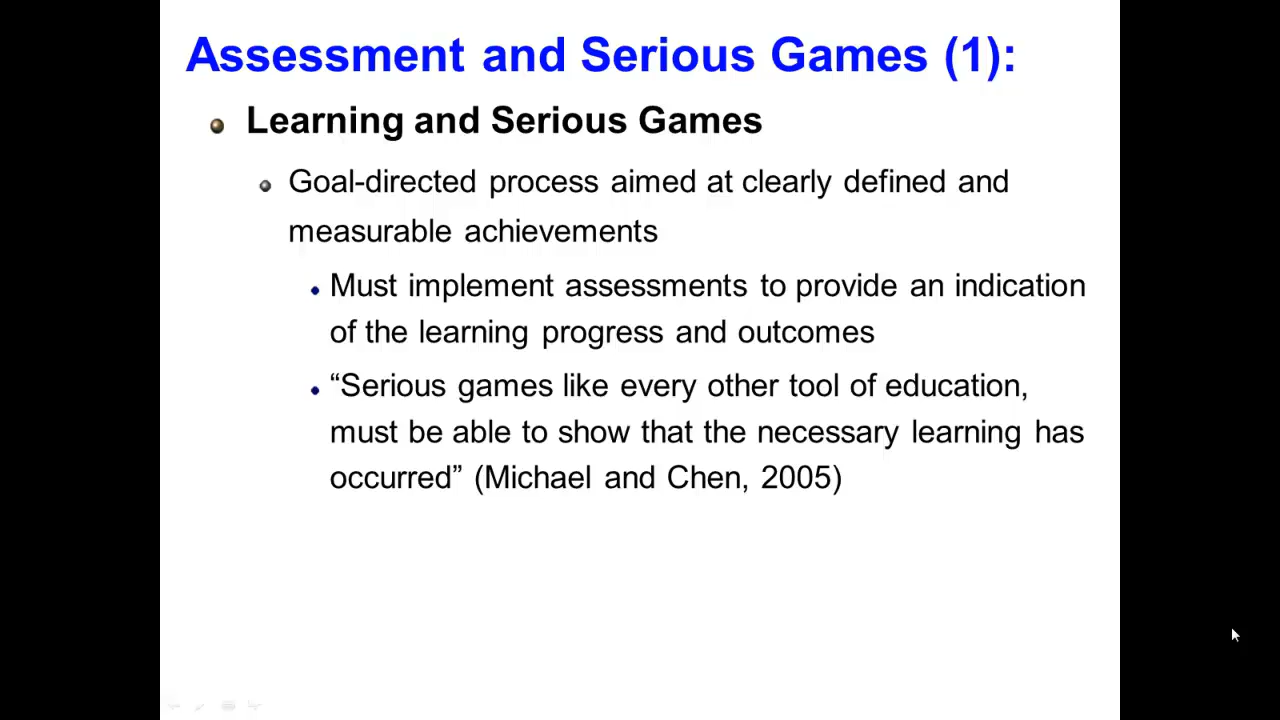 Assessment and Serious Games (1):
Learning and Serious Games
Goal-directed process aimed at clearly defined and
measurable achievements
Must implement assessments to provide an indication
of the learning progress and outcomes
“Serious games like every other tool of education,
must be able to show that the necessary learning has
occurred” (Michael and Chen, 2005)